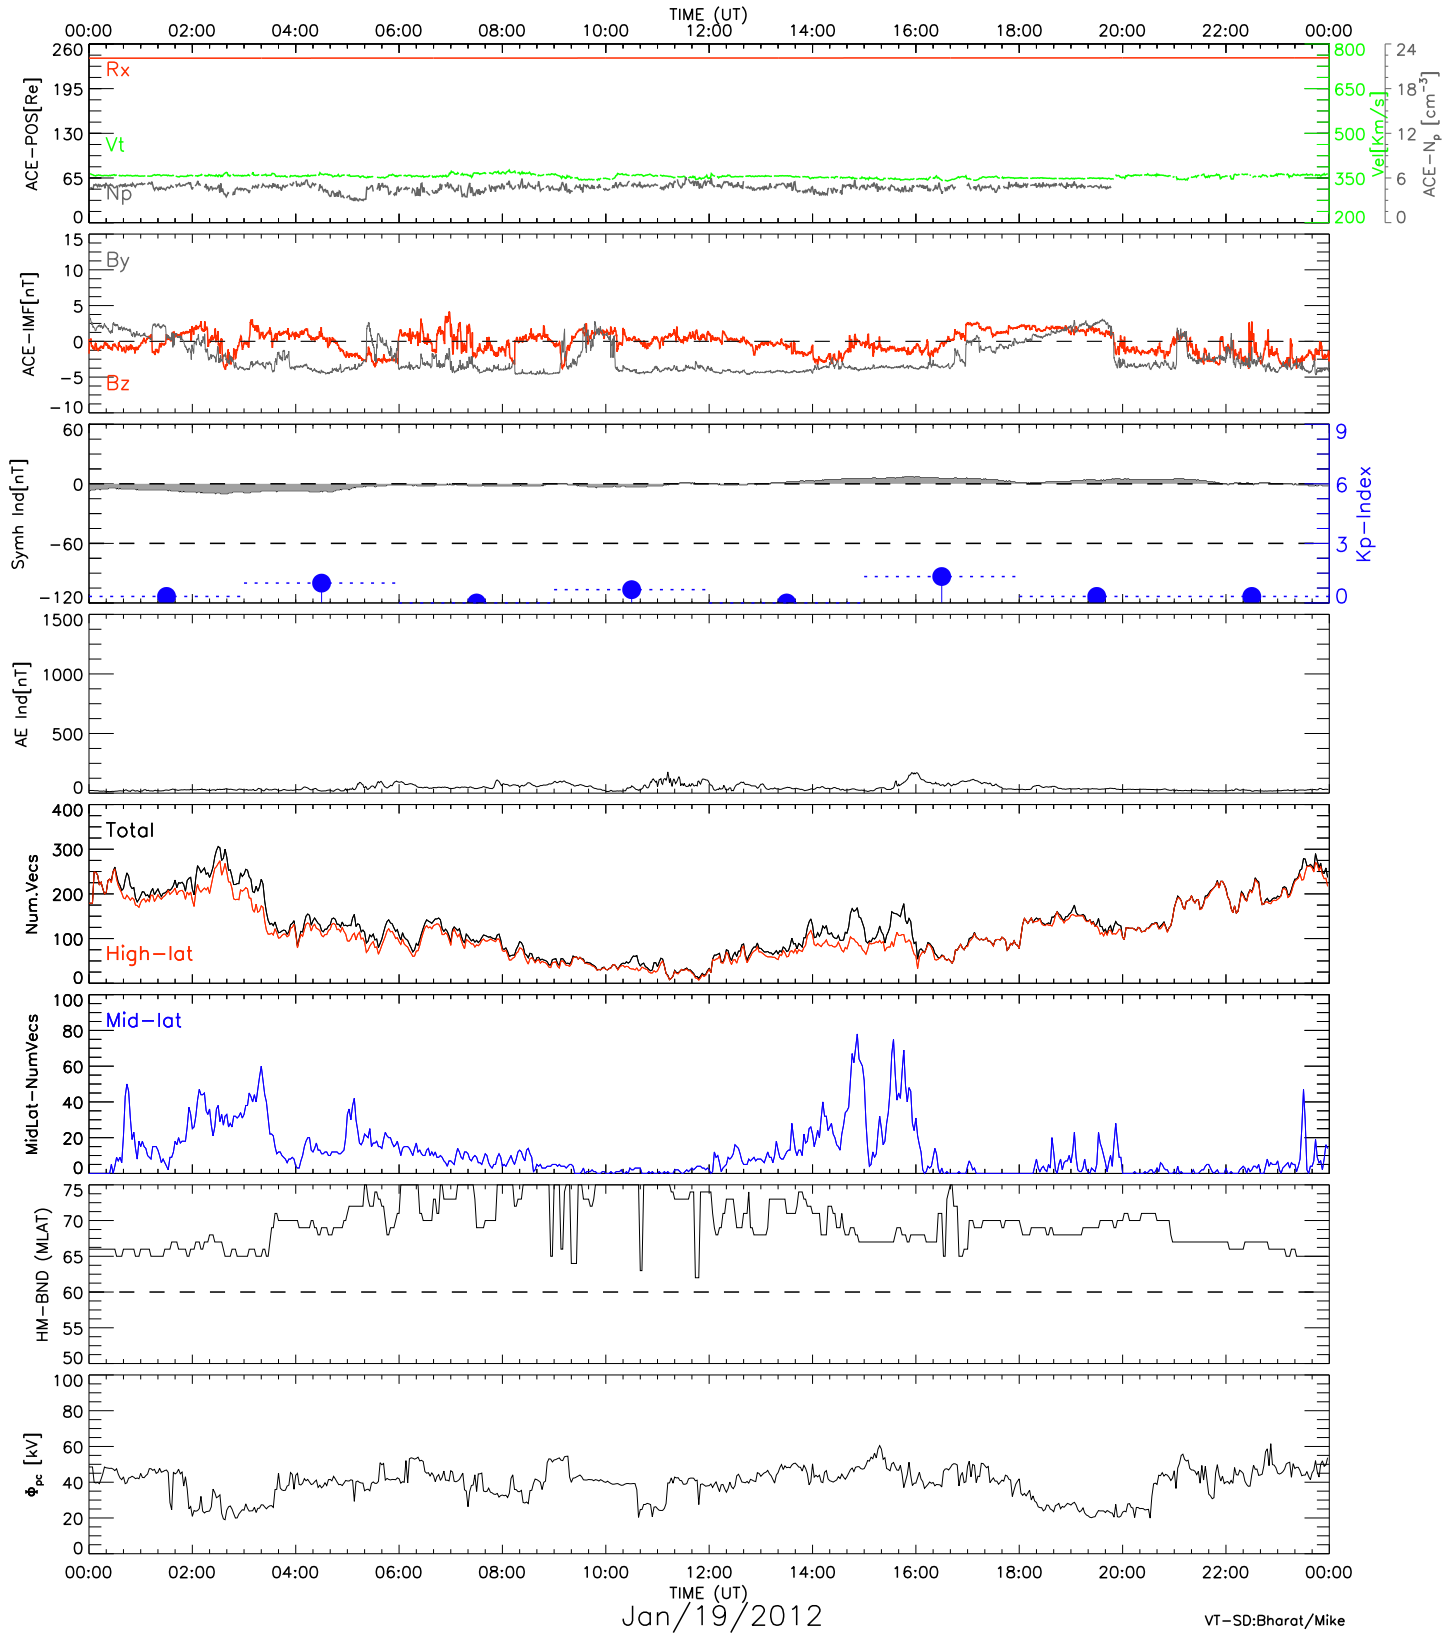 TIME (UT)
00:00 02:00 04:00 06:00 08:00 10:00 12:00 14:00 16:00 18:00 20:00 22:00 00:00
ACE-POS[Re]
260
195
130
65
0
Rx
Vt
Np
800
650
500
350
200
Vel[Km/s]
24
18
12
6
0
ACE-Np [cm-3]
ACE-IMF[nT]
15
10
5
0
-5
-10
By
Bz
Symh Ind[nT]
60
0
-60
-120
9
6
3
0
Kp-Index
AE Ind[nT]
1500
1000
500
0
Num.Vecs
400
300
200
100
0
Total
High-lat
MidLat-NumVecs
100
80
60
40
20
0
Mid-lat
HM-BND (MLAT)
75
70
65
60
55
50
Φpc [kV]
100
80
60
40
20
0
00:00 02:00 04:00 06:00 08:00 10:00 12:00 14:00 16:00 18:00 20:00 22:00 00:00
TIME (UT)
Jan/19/2012
VT-SD:Bharat/Mike